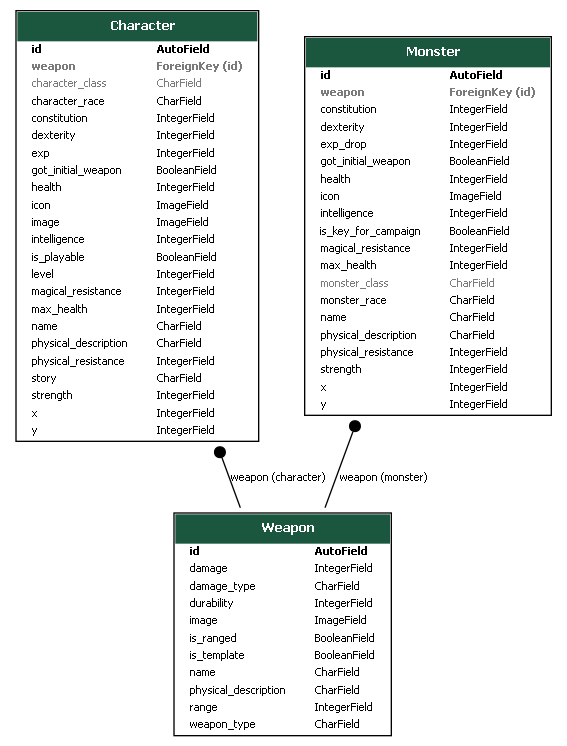 Character
id AutoField
weapon ForeignKey (id)
character_class CharField
character_race CharField
constitution IntegerField
dexterity IntegerField
exp IntegerField
got_initial_weapon BooleanField
health IntegerField
icon ImageField
image ImageField
intelligence IntegerField
is_playable BooleanField
level IntegerField
magical_resistance IntegerField
max_health IntegerField
name CharField
physical_description CharField
physical_resistance IntegerField
story CharField
strength IntegerField
x IntegerField
y IntegerField
Monster
id AutoField
weapon ForeignKey (id)
constitution IntegerField
dexterity IntegerField
exp_drop IntegerField
got_initial_weapon BooleanField
health IntegerField
icon ImageField
intelligence IntegerField
is_key_for_campaign BooleanField
magical_resistance IntegerField
max_health IntegerField
monster_class CharField
monster_race CharField
name CharField
physical_description CharField
physical_resistance IntegerField
strength IntegerField
x IntegerField
y IntegerField
weapon (character) weapon (monster)
Weapon
id AutoField
damage IntegerField
damage_type CharField
durability IntegerField
image ImageField
is_ranged BooleanField
is_template BooleanField
name CharField
physical_description CharField
range IntegerField
weapon_type CharField